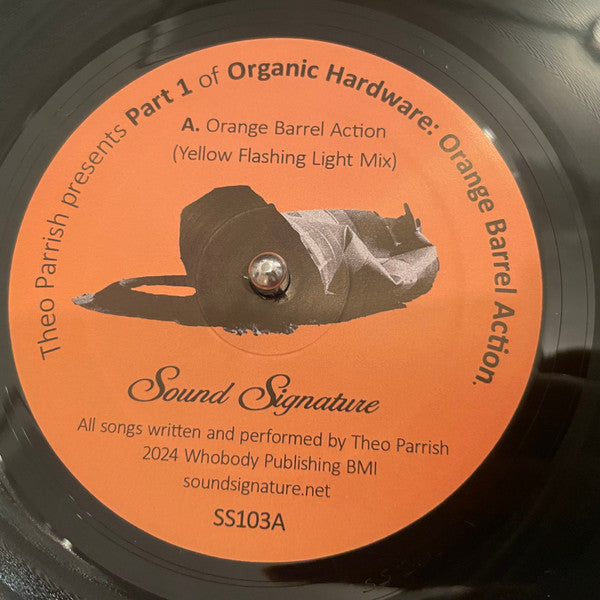 Theo Parrish presents Part 1 of Organic Hardware: Orange Barrel Action.
A. Orange Barrel Action
(Yellow Flashing Light Mix)
Sound Signature
All songs written and performed by Theo Parrish
2024 Whobody Publishing BMI
soundsignature.net
SS103A